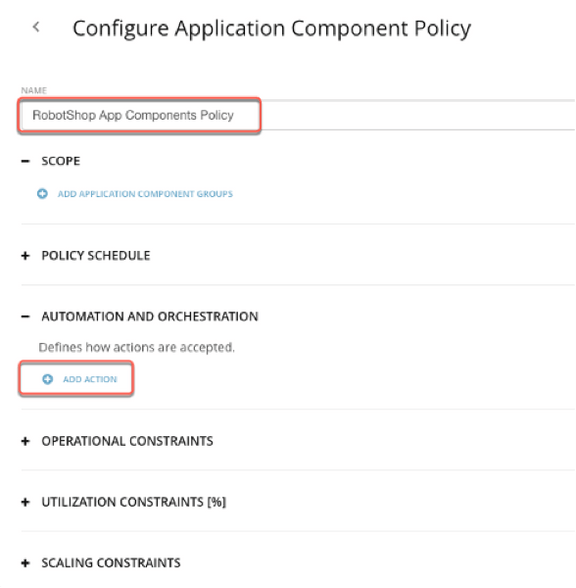 Configure Application Component Policy
NAME
RobotShop App Components Policy
SCOPE
ADD APPLICATION COMPONENT GROUPS
POLICY SCHEDULE
AUTOMATION AND ORCHESTRATION
Defines how actions are accepted.
ADD ACTION
OPERATIONAL CONSTRAINTS
UTILIZATION CONSTRAINTS [%]
SCALING CONSTRAINTS